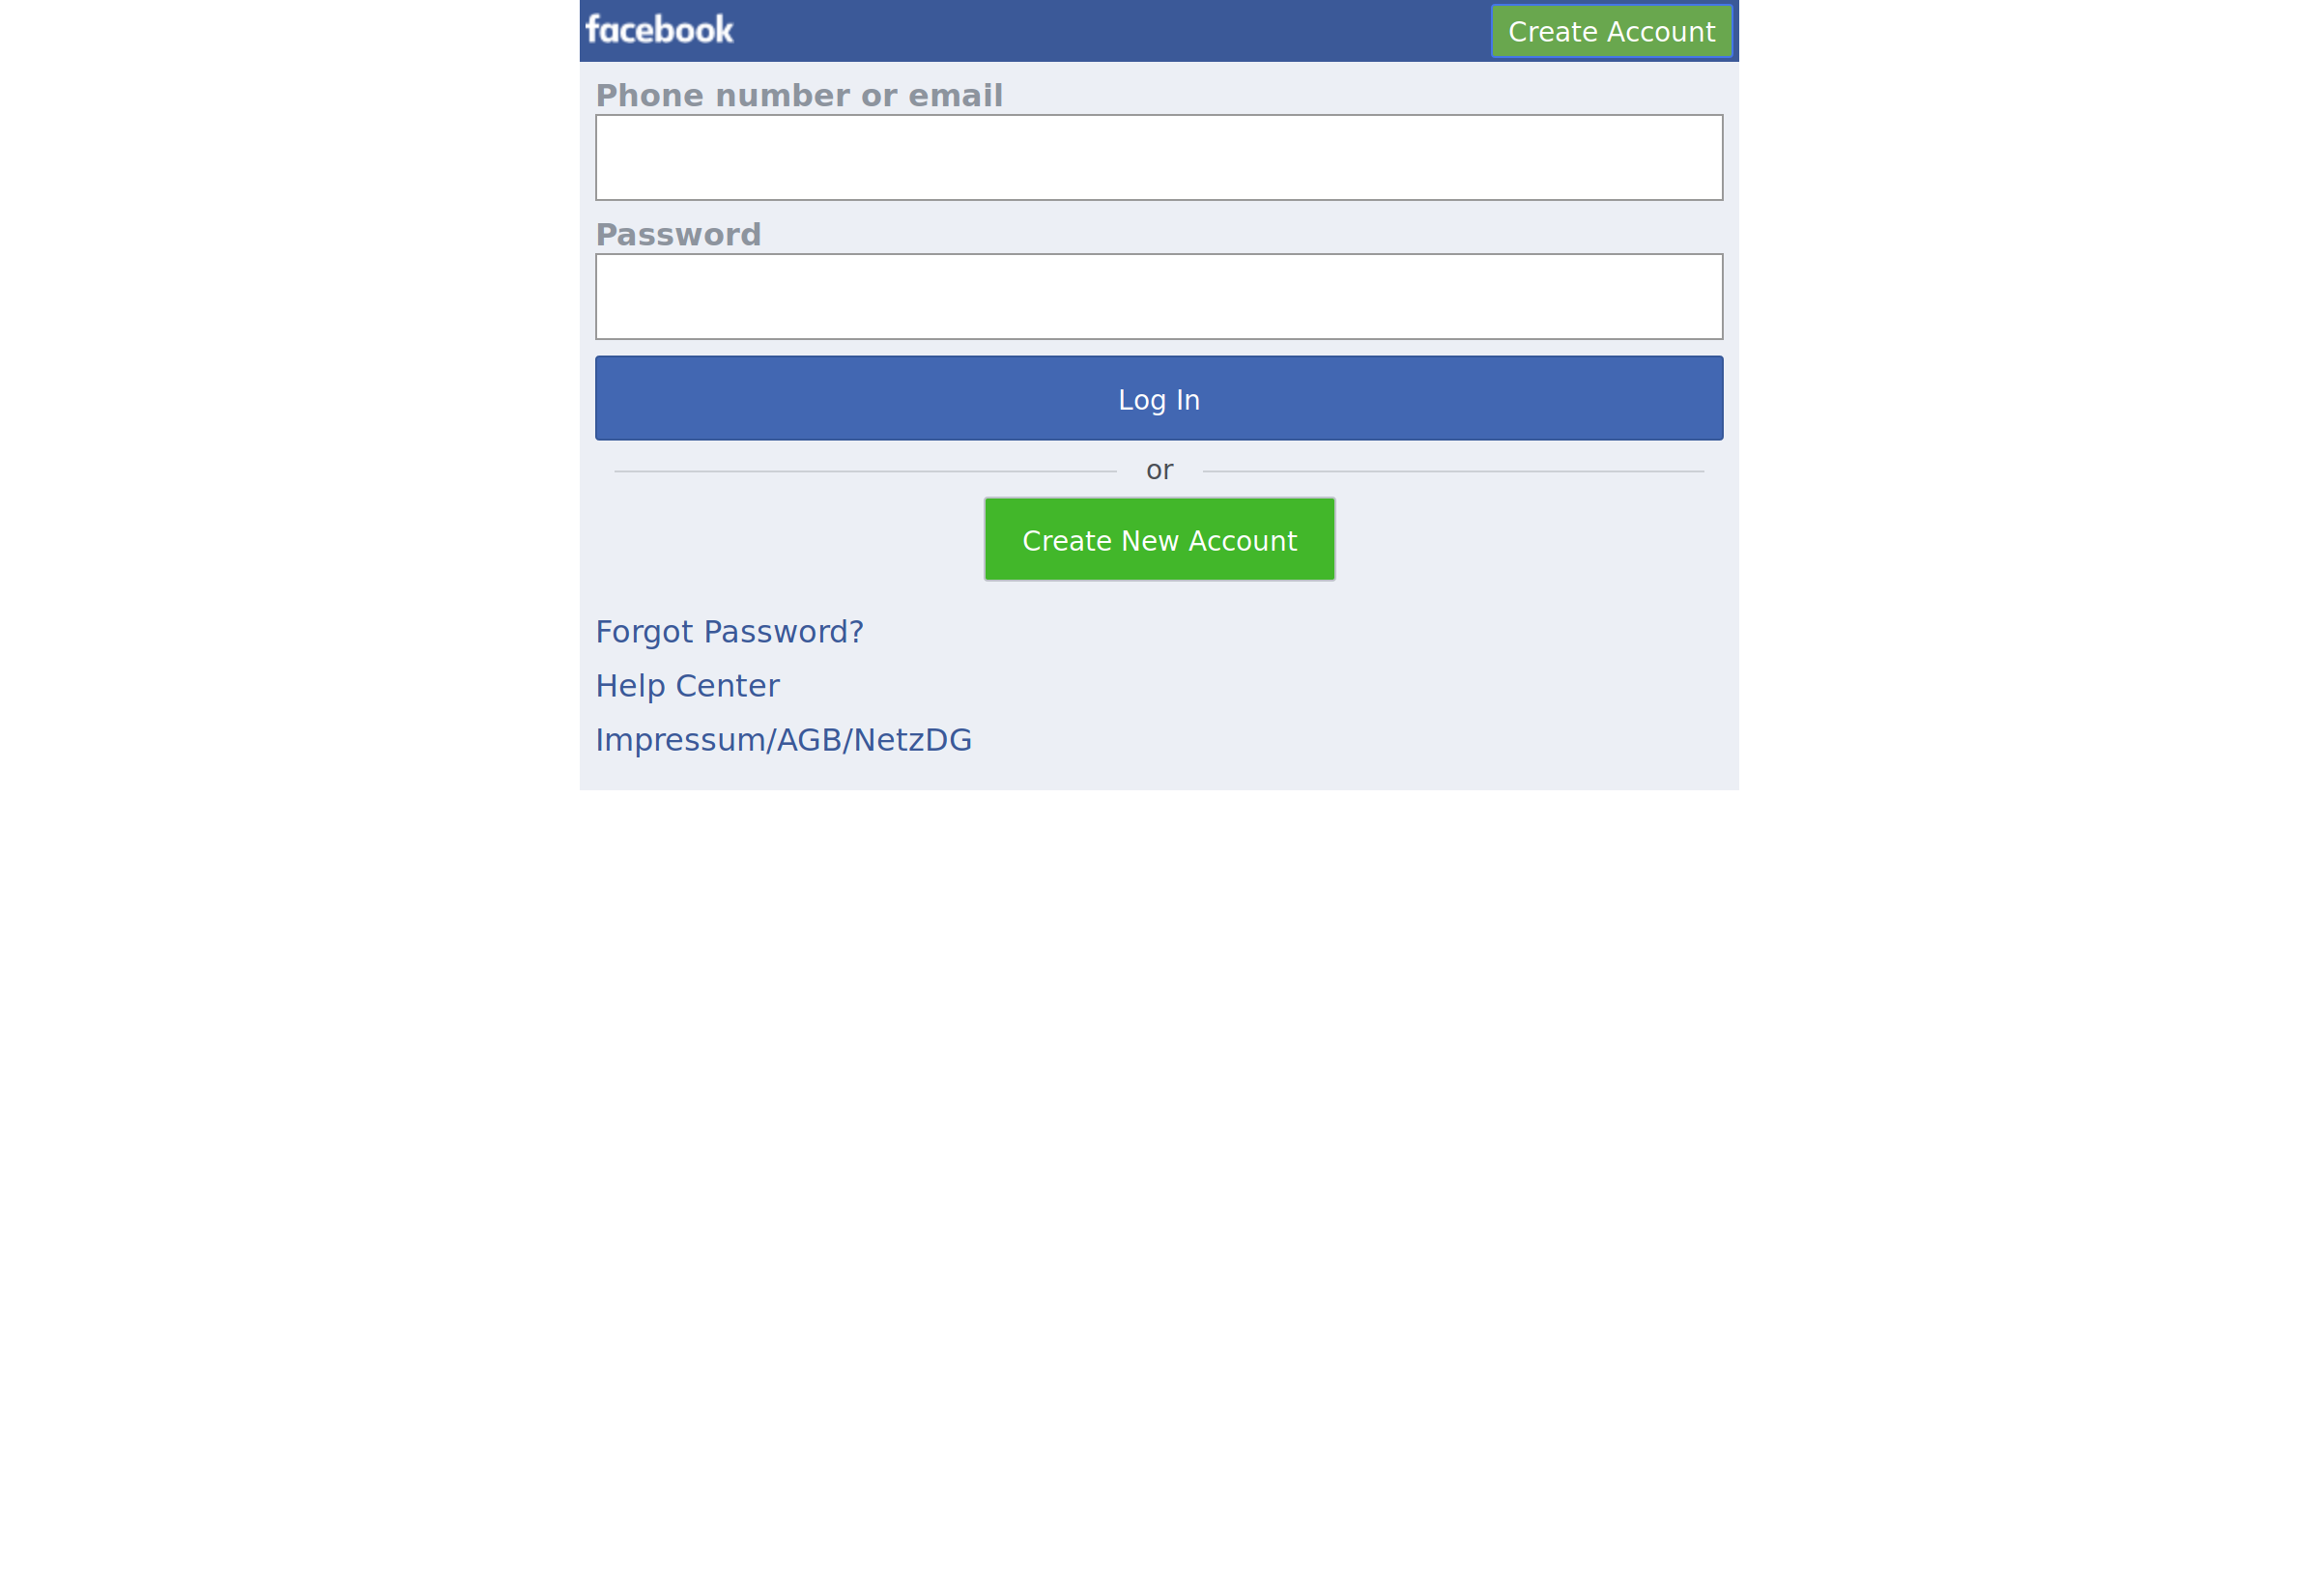 facebook
Create Account
Phone number or email
Password
Log In
or
Create New Account
Forgot Password?
Help Center
Impressum/AGB/NetzDG